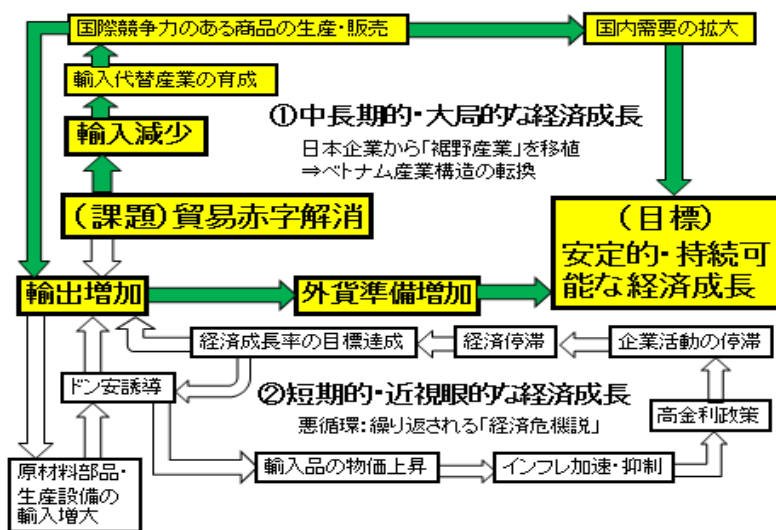 国際競争力のある商品の生産・販売
国内需要の拡大
輸入代替産業の育成
輸入減少
①中長期的・大局的な経済成長
日本企業から「裾野産業」を移植
⇒ベトナム産業構造の転換
(課題)貿易赤字解消
(目標)
安定的・持続可
能な経済成長
輸出増加
外貨準備増加
経済成長率の目標達成
経済停滞
企業活動の停滞
ドン安誘導
②短期的・近視眼的な経済成長
悪循環:繰り返される「経済危機説」
高金利政策
原材料部品・
生産設備の
輸入増大
輸入品の物価上昇
インフレ加速・抑制